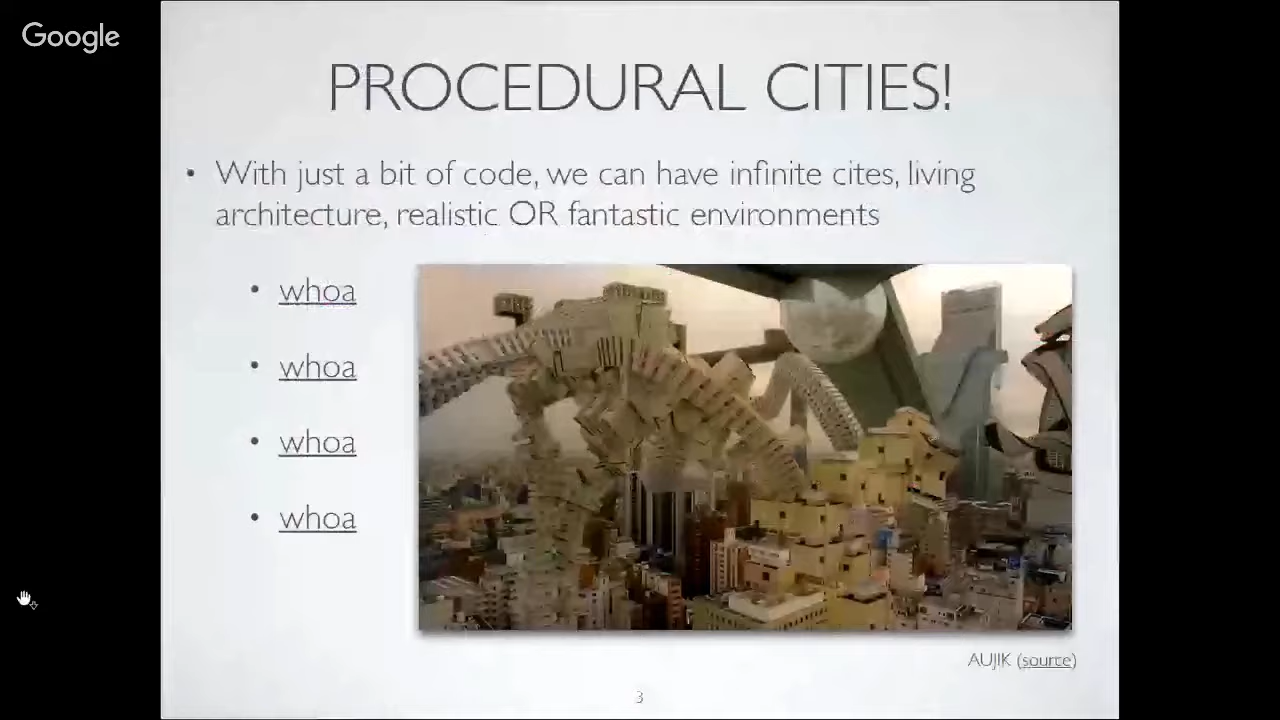 Google
PROCEDURAL CITIES!
• With just a bit of code, we can have infinite cites, living
architecture, realistic OR fantastic environments
• whoa
• whoa
• whoa
• whoa
AUJIK (source)
3